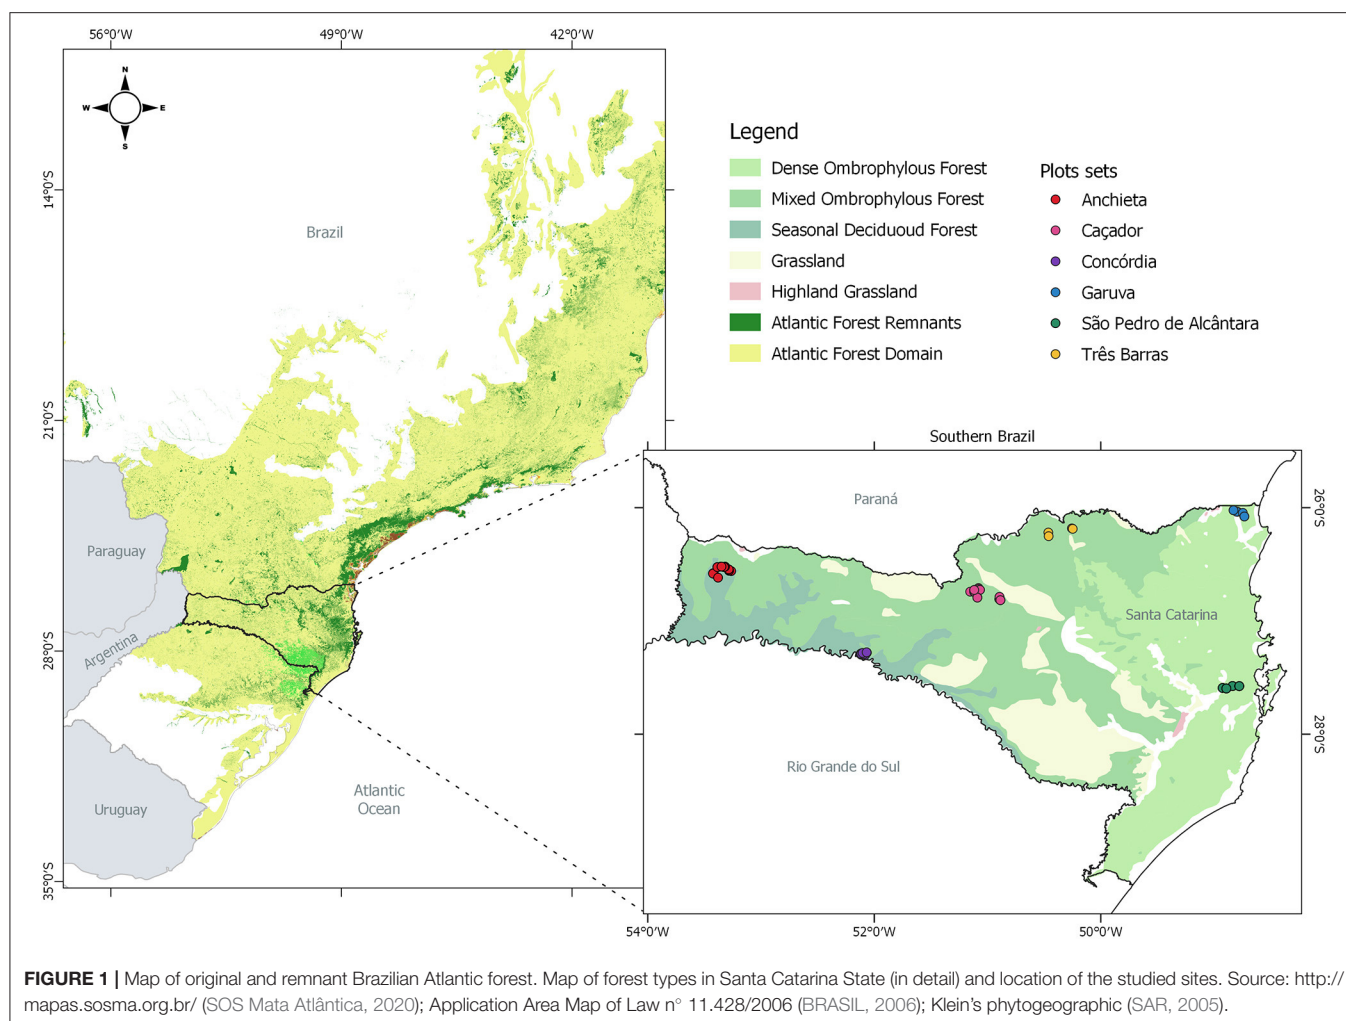 56°0′W 49°0′W 42°0′W
N
W E
S
14°0′S
21°0′S
28°0′S
35°0′S
Brazil
Paraguay
Argentina
Uruguay
Atlantic
Ocean
Legend
Dense Ombrophylous Forest
Mixed Ombrophylous Forest
Seasonal Deciduoud Forest
Grassland
Highland Grassland
Atlantic Forest Remnants
Atlantic Forest Domain
Plots sets
Anchieta
Caçador
Concórdia
Garuva
São Pedro de Alcântara
Três Barras
Southern Brazil
Paraná
Santa Catarina
Rio Grande do Sul
26°0′S
28°0′S
54°0′W 52°0′W 50°0′W
FIGURE 1 | Map of original and remnant Brazilian Atlantic forest. Map of forest types in Santa Catarina State (in detail) and location of the studied sites. Source: http://
mapas.sosma.org.br/ (SOS Mata Atlântica, 2020); Application Area Map of Law n° 11.428/2006 (BRASIL, 2006); Klein's phytogeographic (SAR, 2005).